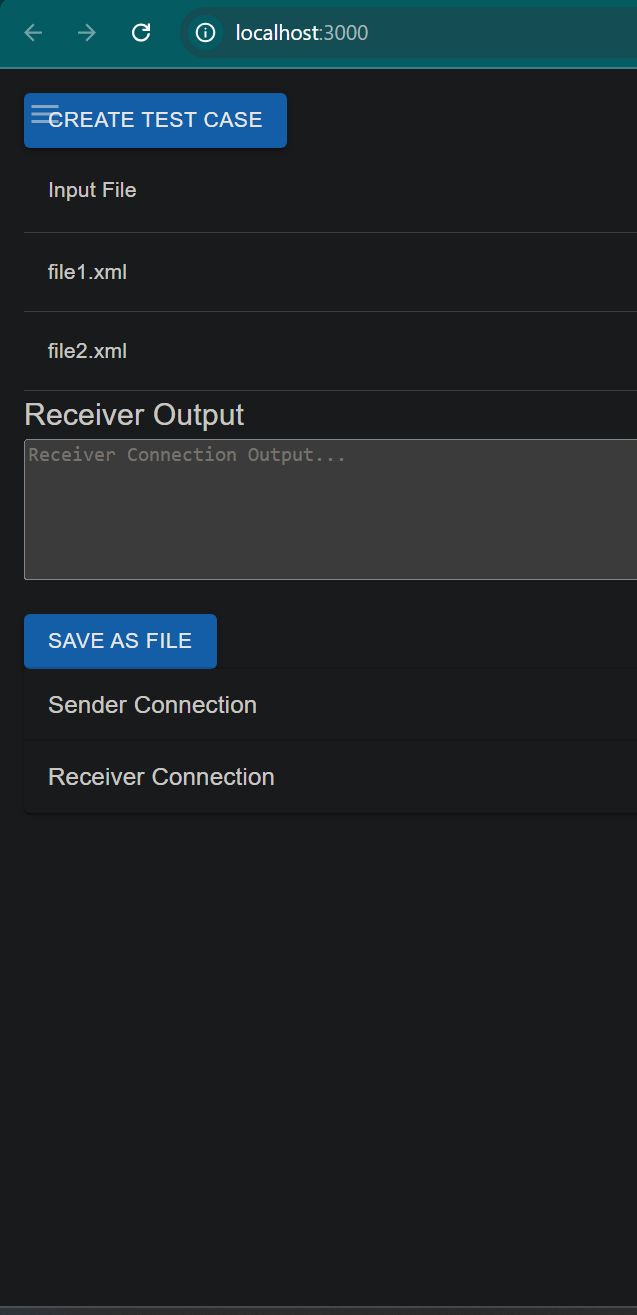 localhost:3000
CREATE TEST CASE
Input File
file1.xml
file2.xml
Receiver Output
Receiver Connection Output...
SAVE AS FILE
Sender Connection
Receiver Connection